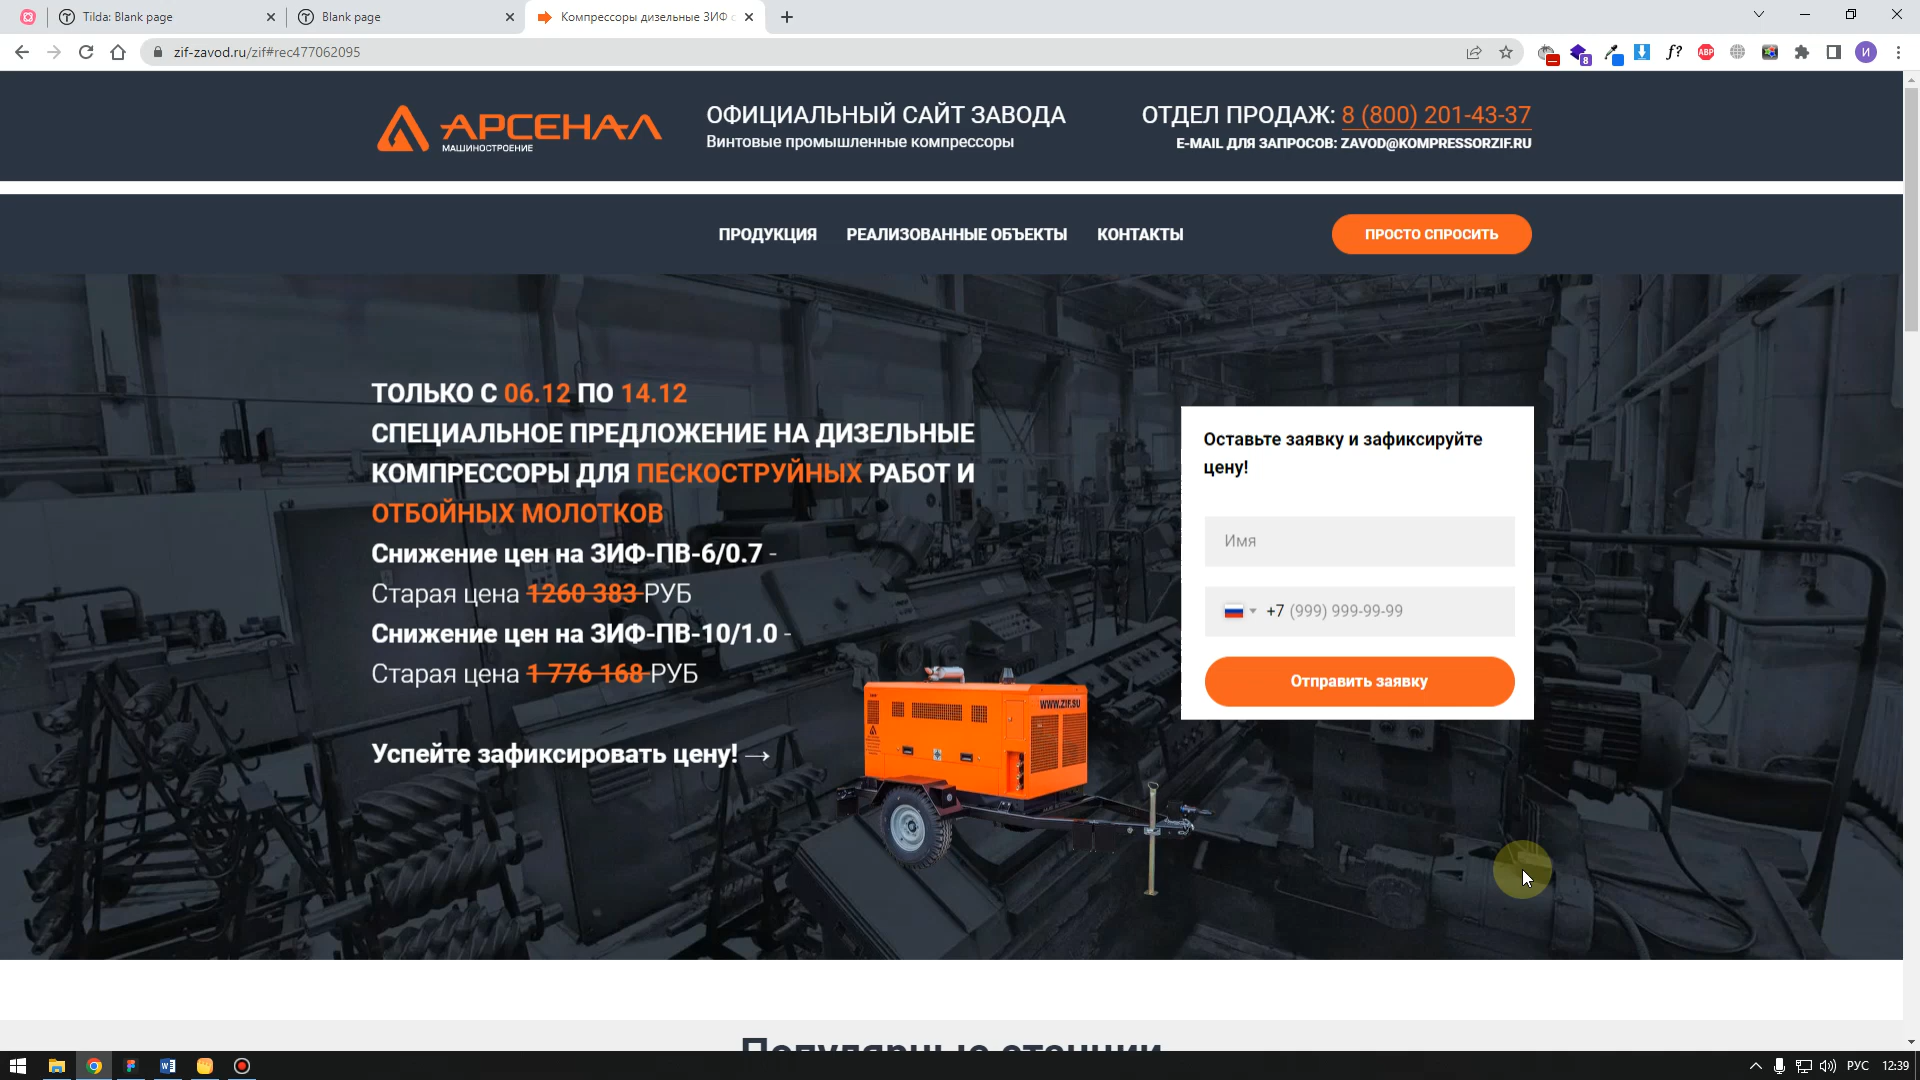 Tilda: Blank page
Blank page
Компрессоры дизельные ЗИФ с
zif-zavod.ru/zif#rec477062095
АРСЕНАЛ
МАШИНОСТРОЕНИЕ
ОФИЦИАЛЬНЫЙ САЙТ ЗАВОДА
Винтовые промышленные компрессоры
ОТДЕЛ ПРОДАЖ: 8 (800) 201-43-37
E-MAIL ДЛЯ ЗАПРОСОВ: ZAVOD@KOMPRESSORZIF.RU
ПРОДУКЦИЯ
РЕАЛИЗОВАННЫЕ ОБЪЕКТЫ
КОНТАКТЫ
ПРОСТО СПРОСИТЬ
ТОЛЬКО С 06.12 ПО 14.12
СПЕЦИАЛЬНОЕ ПРЕДЛОЖЕНИЕ НА ДИЗЕЛЬНЫЕ
КОМПРЕССОРЫ ДЛЯ ПЕСКОСТРУЙНЫХ РАБОТ И
ОТБОЙНЫХ МОЛОТКОВ
Снижение цен на ЗИФ-ПВ-6/0.7 -
Старая цена 1260 383 РУБ
Снижение цен на ЗИФ-ПВ-10/1.0 -
Старая цена 1 776 168 РУБ
Успейте зафиксировать цену! →
WWW.ZIF.SU
Оставьте заявку и зафиксируйте
цену!
Имя
+7 (999) 999-99-99
Отправить заявку
Популярные станции
РУС
12:39